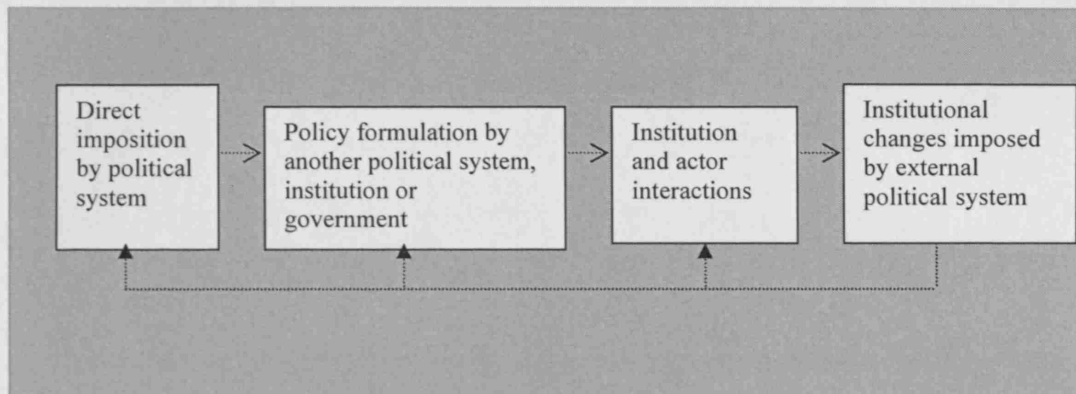 Direct
imposition
by political
system
Policy formulation by
another political system,
institution or
government
Institution
and actor
interactions
Institutional
changes imposed
by external
political system